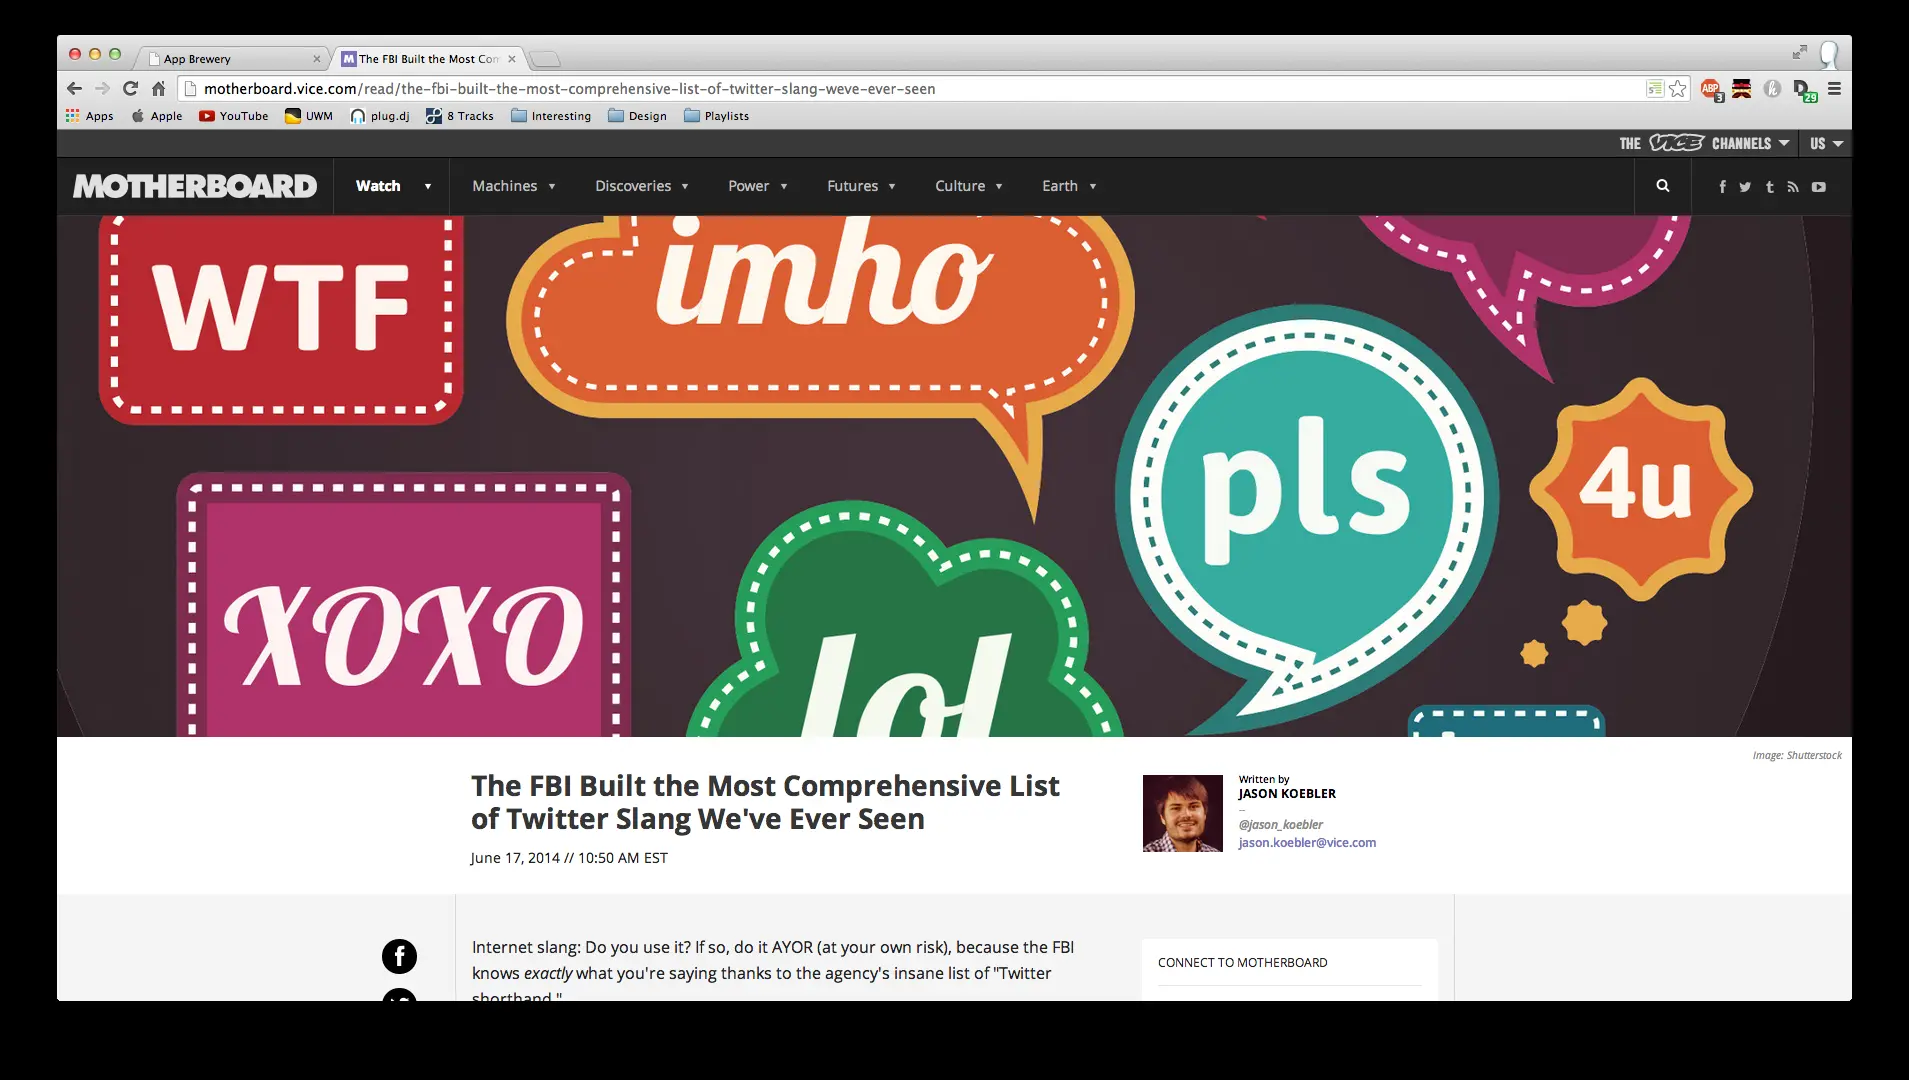 App Brewery
The FBI Built the Most Con
motherboard.vice.com/read/the-fbi-built-the-most-comprehensive-list-of-twitter-slang-weve-ever-seen
ABP 3
29
Apps Apple YouTube UWM plug.dj 8 Tracks Interesting Design Playlists
THE VICE CHANNELS US
MOTHERBOARD Watch Machines Discoveries Power Futures Culture Earth
WTF
imho
pls
4u
XOXO
lol
Image: Shutterstock
The FBI Built the Most Comprehensive List
of Twitter Slang We've Ever Seen
June 17, 2014 // 10:50 AM EST
Written by
JASON KOEBLER
–
@jason_koebler
jason.koebler@vice.com
Internet slang: Do you use it? If so, do it AYOR (at your own risk), because the FBI
knows exactly what you're saying thanks to the agency's insane list of "Twitter
shorthand."
CONNECT TO MOTHERBOARD